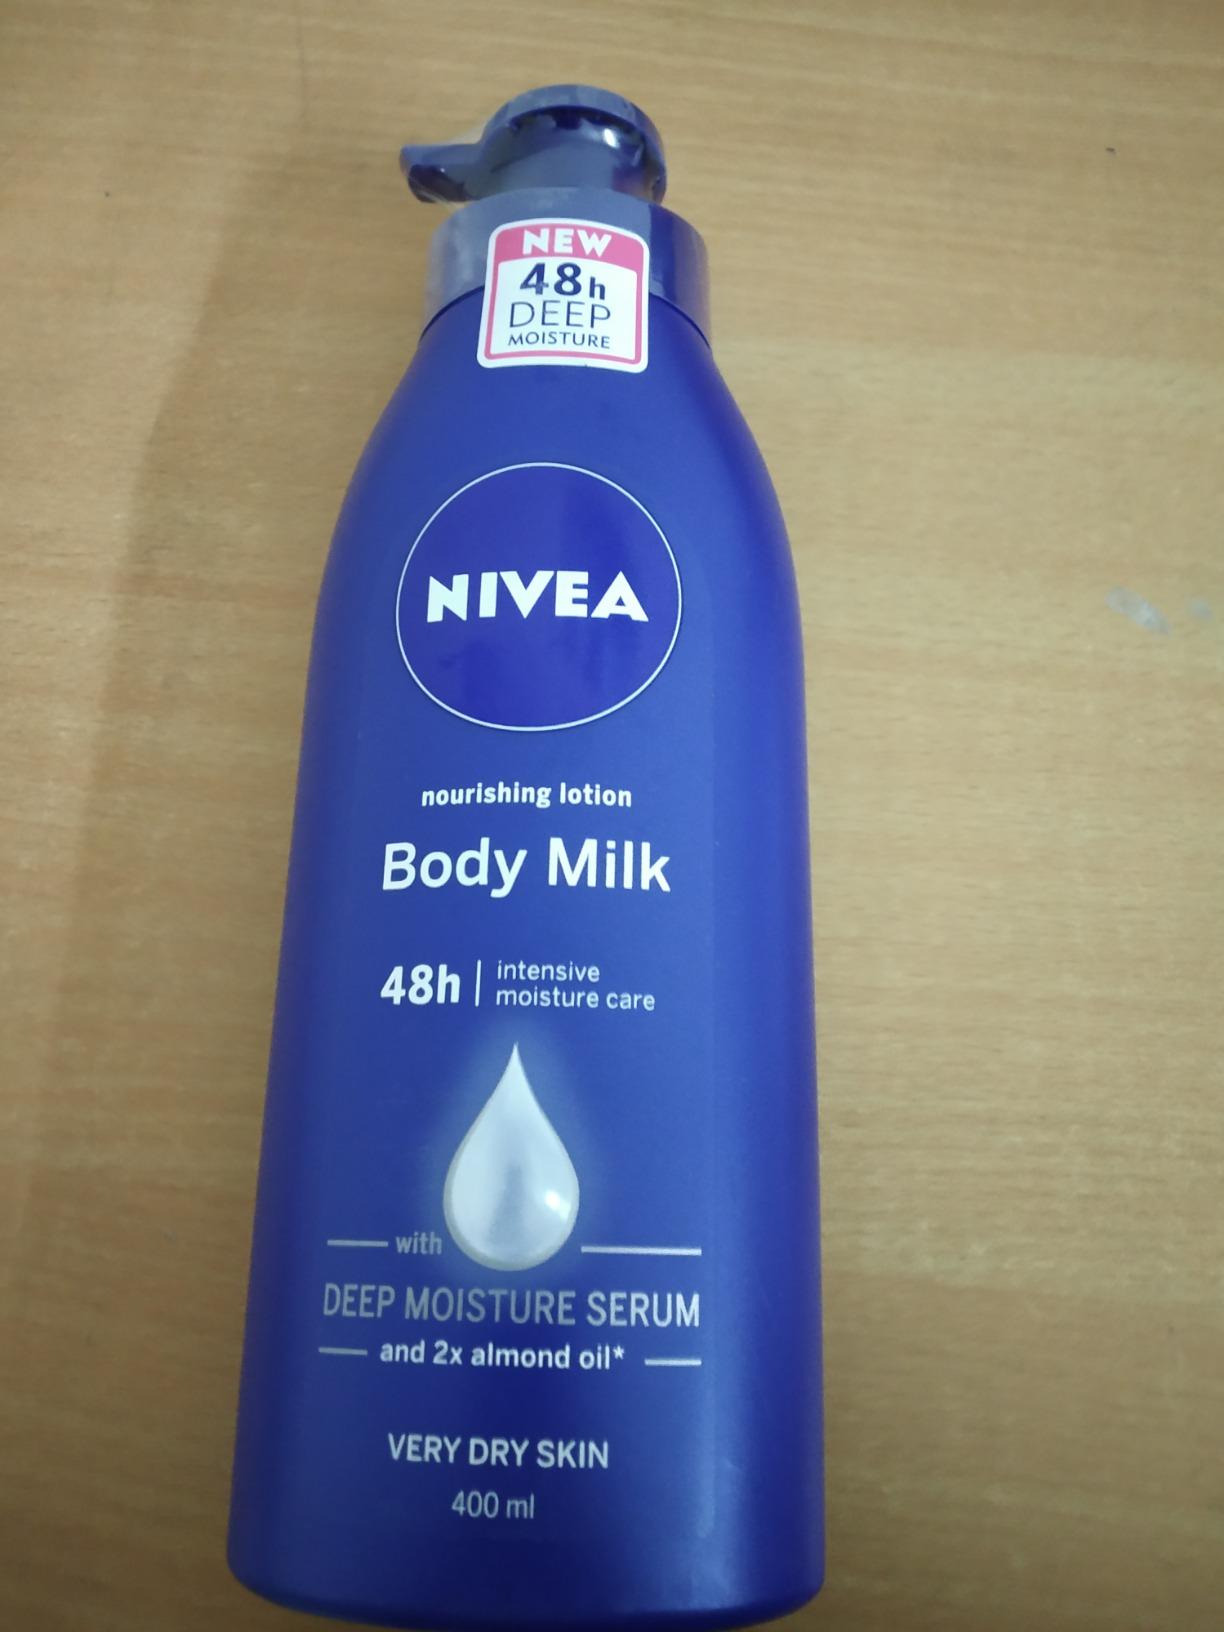 NEW
48h
DEEP
MOISTURE
NIVEA
nourishing lotion
Body Milk
48h | intensive
moisture care
with
DEEP MOISTURE SERUM
and 2x almond oil*
VERY DRY SKIN
400 ml